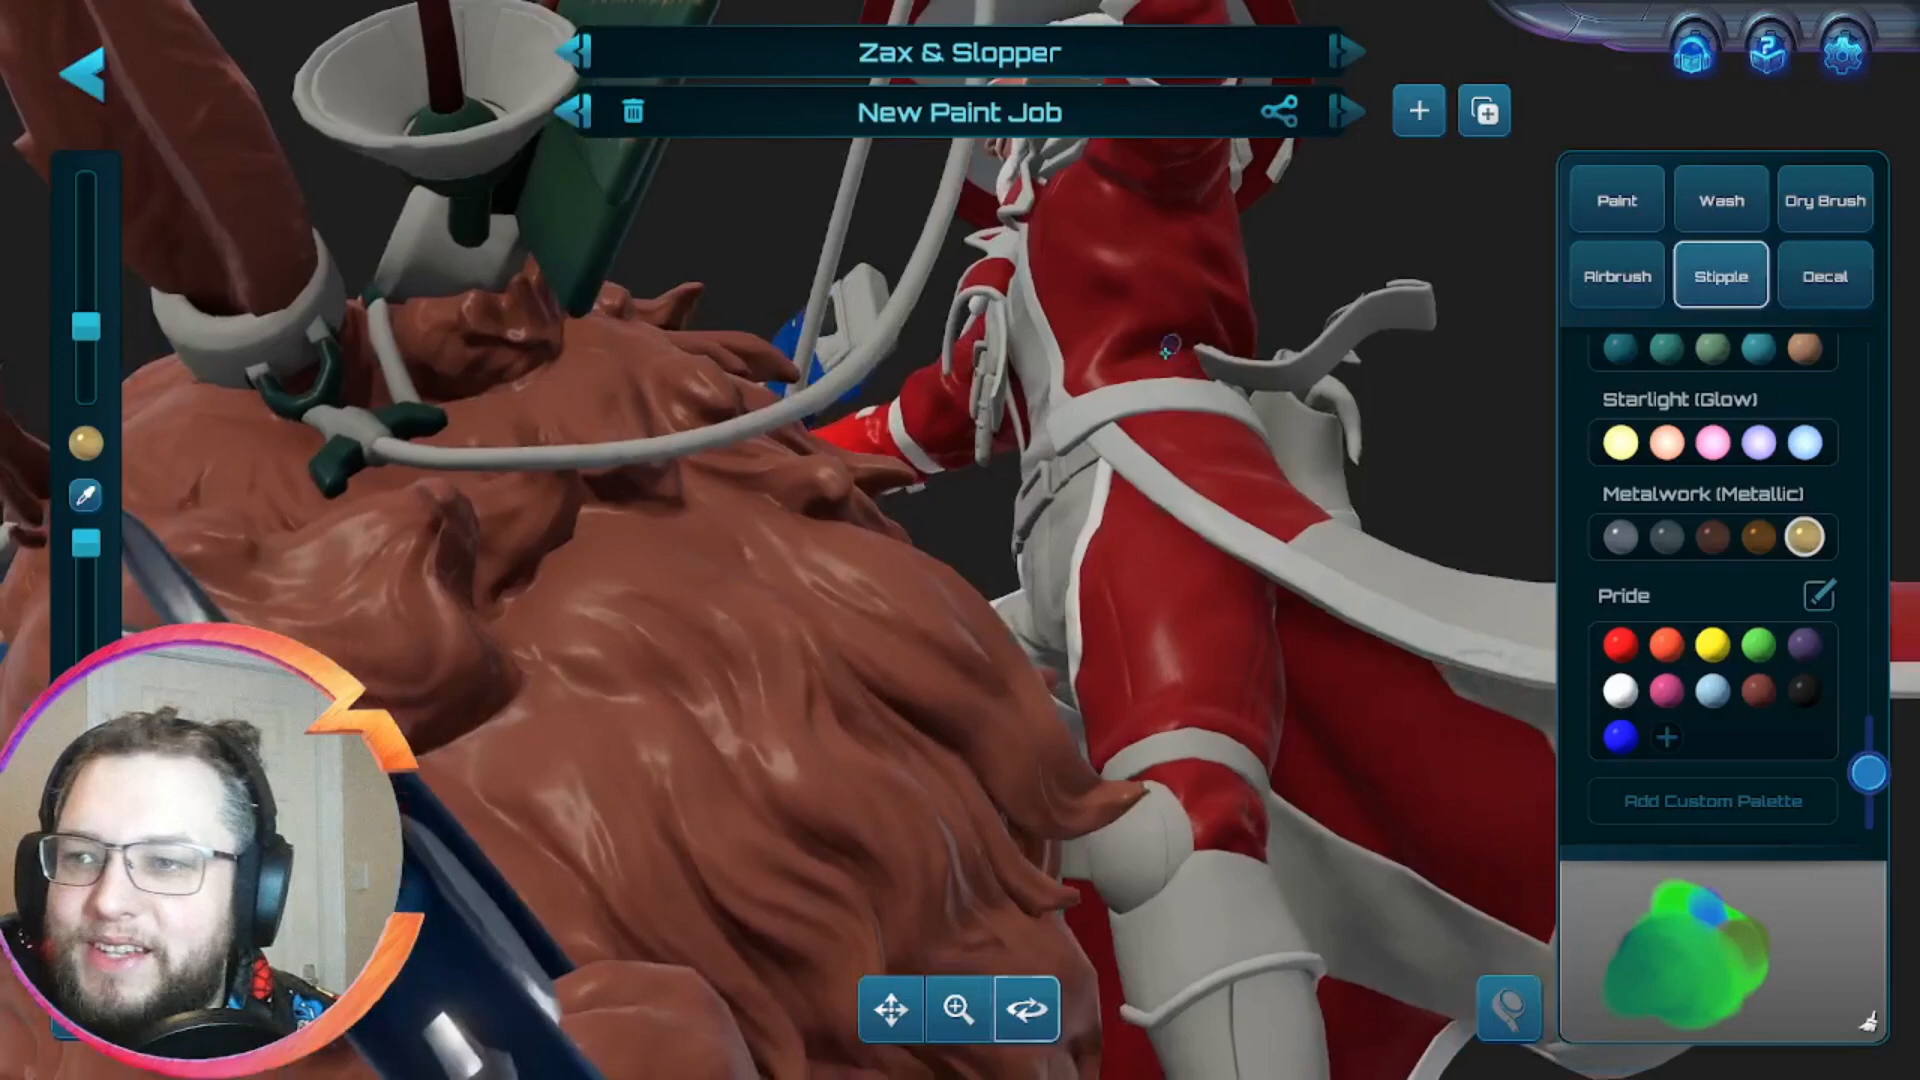 Zax & Slopper
New Paint Job
Paint
Wash
Dry Brush
Airbrush
Stipple
Decal
Starlight (Glow)
Metalwork (Metallic)
Pride
Add Custom Palette